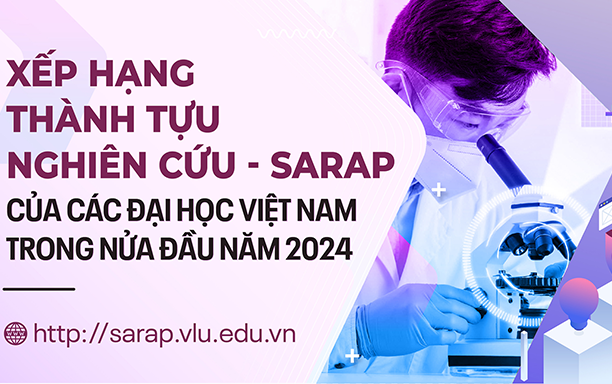 XẾP HẠNG
THÀNH TỰU
NGHIÊN CỨU - SARAP
CỦA CÁC ĐẠI HỌC VIỆT NAM
TRONG NỬA ĐẦU NĂM 2024
http://sarap.vlu.edu.vn